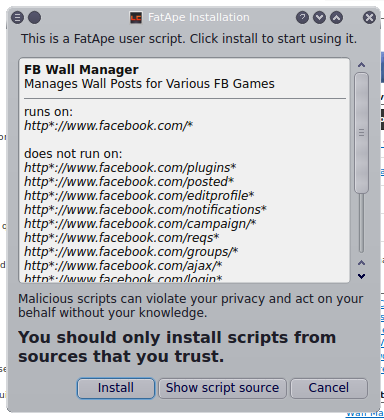 FatApe Installation
This is a FatApe user script. Click install to start using it.
FB Wall Manager
Manages Wall Posts for Various FB Games
runs on:
http*://www.facebook.com/*
does not run on:
http*://www.facebook.com/plugins*
http*://www.facebook.com/posted*
http*://www.facebook.com/editprofile*
http*://www.facebook.com/notifications*
http*://www.facebook.com/campaign/*
http*://www.facebook.com/reqs*
http*://www.facebook.com/groups/*
http*://www.facebook.com/ajax/*
http*://www.facebook.com/login*
Malicious scripts can violate your privacy and act on your
behalf without your knowledge.
You should only install scripts from
sources that you trust.
Install Show script source Cancel